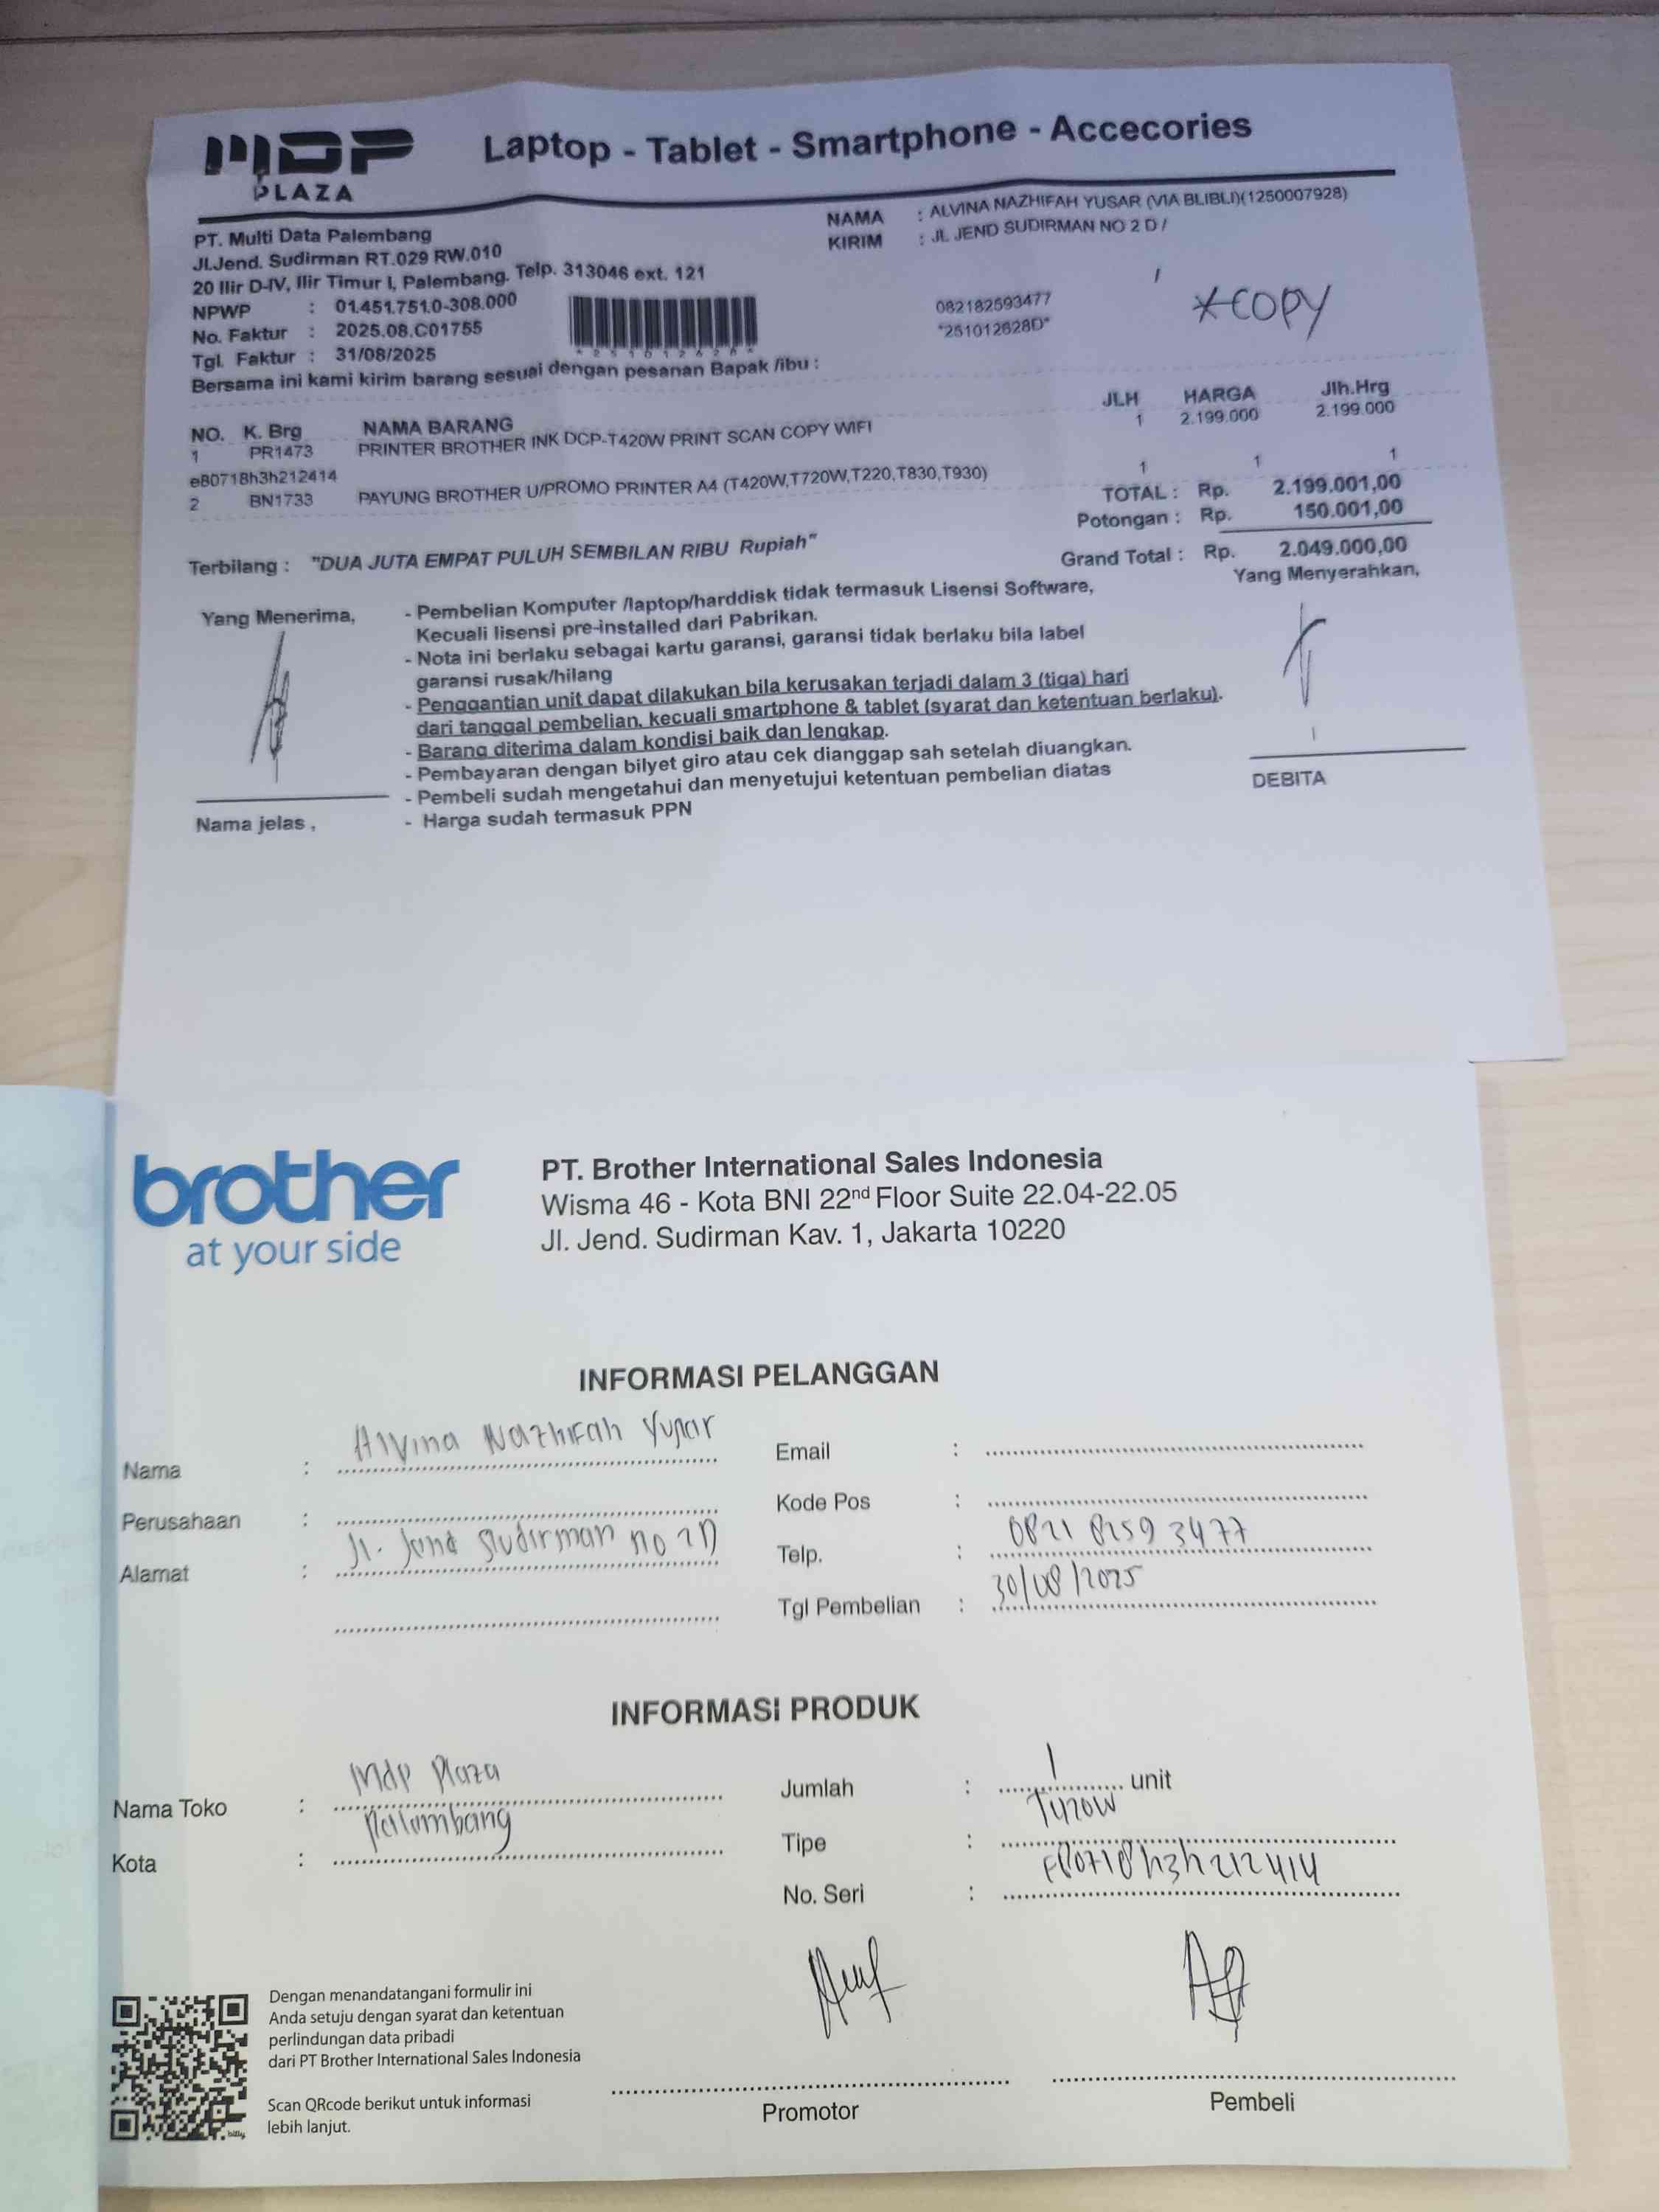 MDP PLAZA
Laptop - Tablet - Smartphone - Accecories
PT. Multi Data Palembang
Jl.Jend. Sudirman RT.029 RW.010
20 Ilir D-IV, Ilir Timur I, Palembang. Telp. 313046 ext. 121
NPWP : 01.451.751.0-308.000
No. Faktur : 2025.08.C01755
Tgl. Faktur : 31/08/2025
NAMA : ALVINA NAZHIFAH YUSAR (VIA BLIBLI)(1250007928)
KIRIM : JL JEND SUDIRMAN NO 2 D /
082182593477
*251012628D*
*COPY
*251012628*
Bersama ini kami kirim barang sesuai dengan pesanan Bapak /ibu :
NO. K. Brg NAMA BARANG JLH HARGA Jlh.Hrg
1 PR1473 PRINTER BROTHER INK DCP-T420W PRINT SCAN COPY WIFI 1 2.199.000 2.199.000
e80718h3h212414
2 BN1733 PAYUNG BROTHER U/PROMO PRINTER A4 (T420W,T720W,T220,T830,T930) 1 1 1
TOTAL : Rp. 2.199.001,00
Potongan : Rp. 150.001,00
Terbilang : "DUA JUTA EMPAT PULUH SEMBILAN RIBU Rupiah"
Grand Total : Rp. 2.049.000,00
Yang Menerima,
Yang Menyerahkan,
- Pembelian Komputer /laptop/harddisk tidak termasuk Lisensi Software,
Kecuali lisensi pre-installed dari Pabrikan.
- Nota ini berlaku sebagai kartu garansi, garansi tidak berlaku bila label
garansi rusak/hilang
- Penggantian unit dapat dilakukan bila kerusakan terjadi dalam 3 (tiga) hari
dari tanggal pembelian, kecuali smartphone & tablet (syarat dan ketentuan berlaku).
- Barang diterima dalam kondisi baik dan lengkap.
- Pembayaran dengan bilyet giro atau cek dianggap sah setelah diuangkan.
- Pembeli sudah mengetahui dan menyetujui ketentuan pembelian diatas
- Harga sudah termasuk PPN
Nama jelas ,
DEBITA
brother
at your side
PT. Brother International Sales Indonesia
Wisma 46 - Kota BNI 22nd Floor Suite 22.04-22.05
Jl. Jend. Sudirman Kav. 1, Jakarta 10220
INFORMASI PELANGGAN
Nama : Alvina Nazhifah Yusar
Perusahaan :
Alamat : Jl. Jend Sudirman no 2D
Email :
Kode Pos :
Telp. : 0821 8259 3477
Tgl Pembelian : 30/08/2025
INFORMASI PRODUK
Nama Toko : Mdp Plaza
Kota : Palembang
Jumlah : 1 unit
Tipe : T420W
No. Seri : E80718h3h212414
Dengan menandatangani formulir ini
Anda setuju dengan syarat dan ketentuan
perlindungan data pribadi
dari PT Brother International Sales Indonesia
Scan QRcode berikut untuk informasi
lebih lanjut.
bitly
Promotor
Pembeli